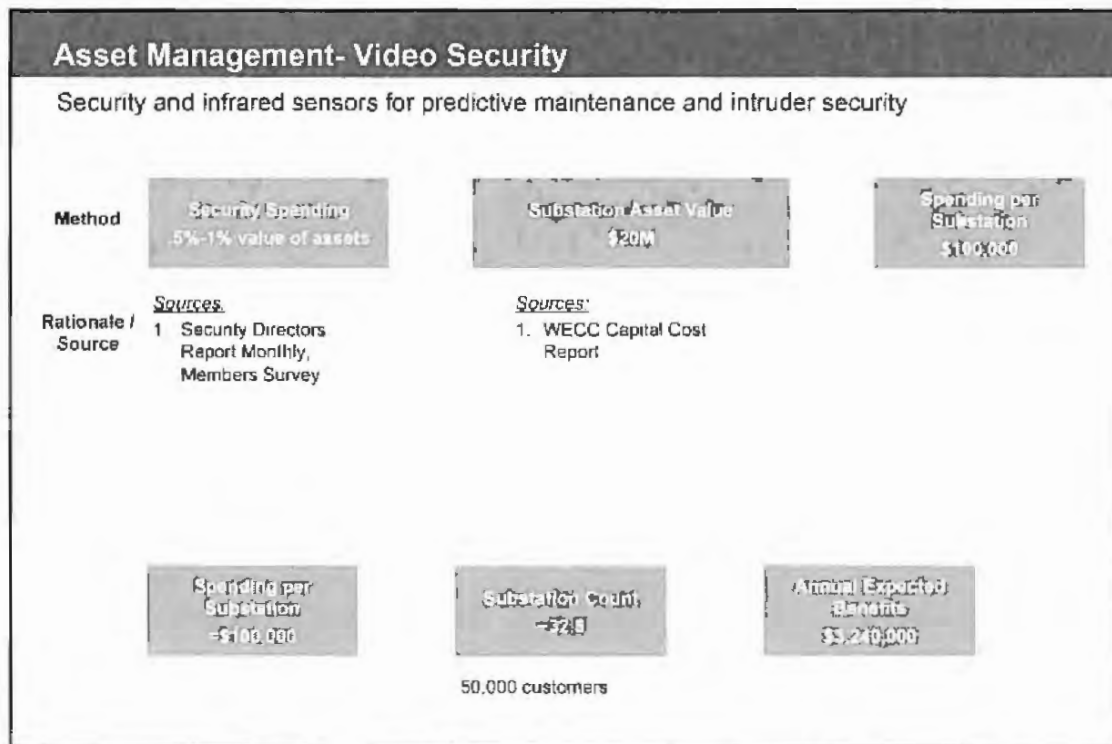 Asset Management- Video Security
Security and infrared sensors for predictive maintenance and intruder security
Method
Security Spending
.5%-1% value of assets
Substation Asset Value
$20M
Spending per
Substation
$100,000
Rationale /
Source
Sources:
1 Security Directors
Report Monthly,
Members Survey
Sources:
1. WECC Capital Cost
Report
Spending per
Substation
~$100,000
Substation Count
Annual Expected
Benefits
$3,240,000
50,000 customers